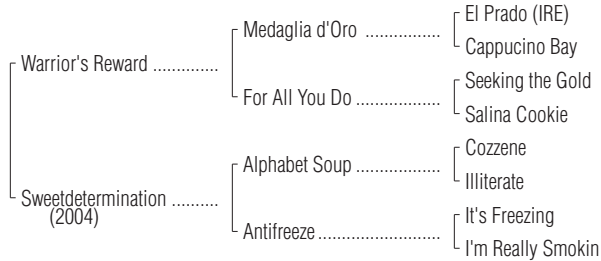 El Prado (IRE)
Medaglia d'Oro ................
Cappucino Bay
Warrior's Reward .............
Seeking the Gold
For All You Do .................
Salina Cookie
Cozzene
Alphabet Soup .................
Illiterate
Sweetdetermination .........
(2004)
It's Freezing
Antifreeze ........................
I'm Really Smokin